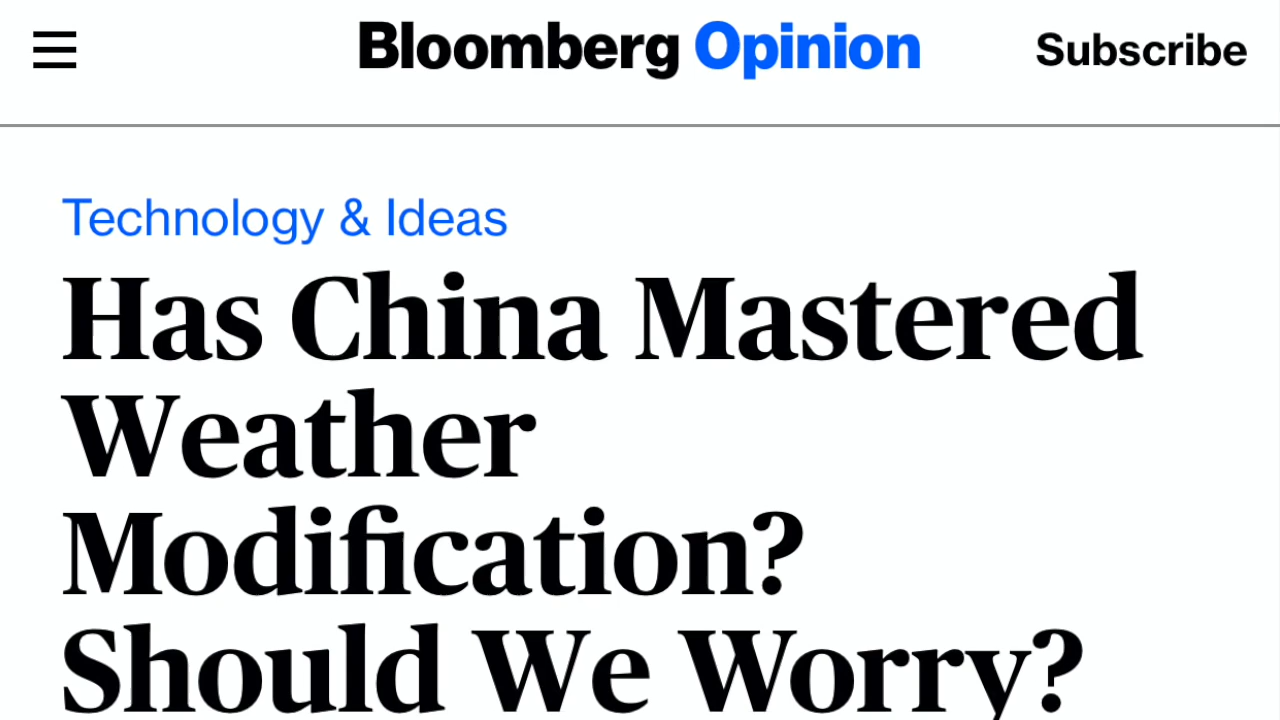 Bloomberg Opinion Subscribe
Technology & Ideas
Has China Mastered
Weather
Modification?
Should We Worry?